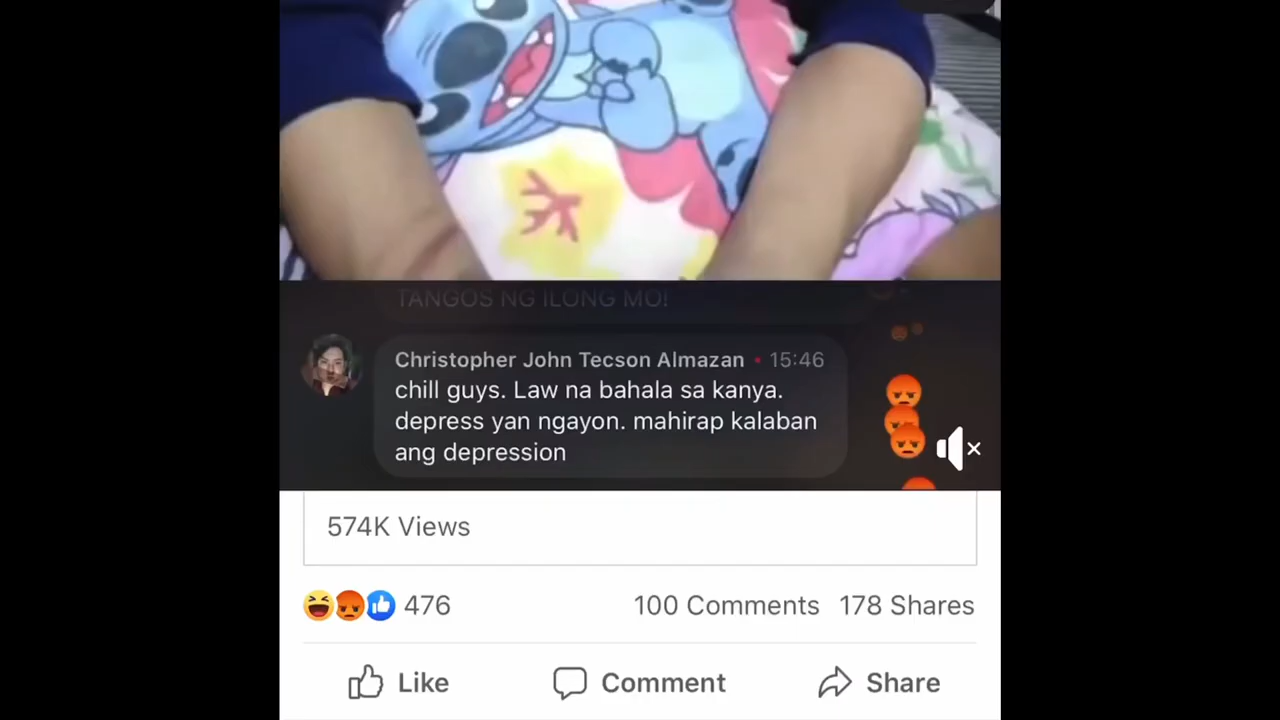 TANGOS NG ILONG MO!
Christopher John Tecson Almazan • 15:46
chill guys. Law na bahala sa kanya.
depress yan ngayon. mahirap kalaban
ang depression
574K Views
476 100 Comments 178 Shares
Like Comment Share